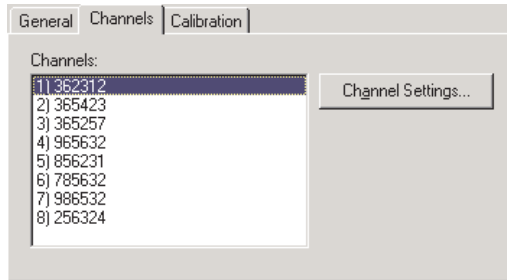 General Channels Calibration
Channels:
1) 362312
Channel Settings...
2) 365423
3) 365257
4) 965632
5) 856231
6) 785632
7) 986532
8) 256324